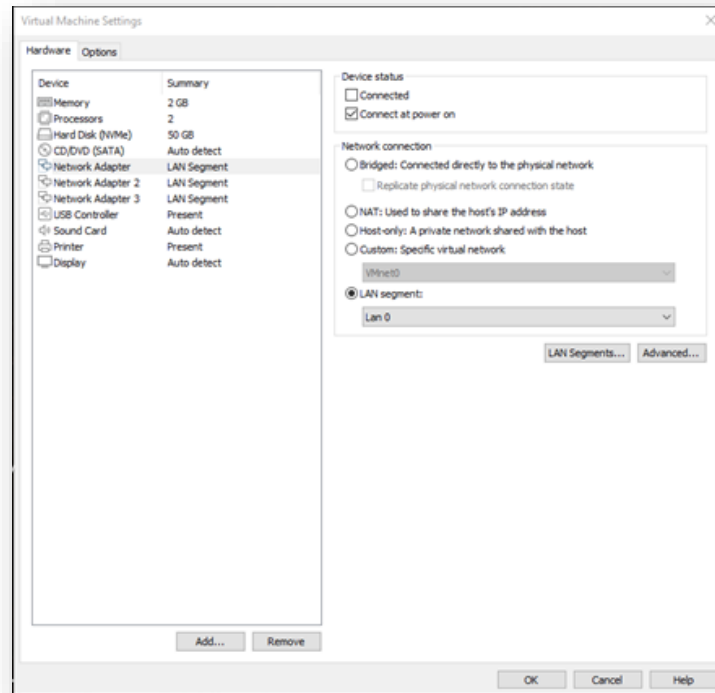 Virtual Machine Settings
Hardware Options
Device Summary
Memory 2 GB
Processors 2
Hard Disk (NVMe) 50 GB
CD/DVD (SATA) Auto detect
Network Adapter LAN Segment
Network Adapter 2 LAN Segment
Network Adapter 3 LAN Segment
USB Controller Present
Sound Card Auto detect
Printer Present
Display Auto detect
Add... Remove
Device status
Connected
Connect at power on
Network connection
Bridged: Connected directly to the physical network
Replicate physical network connection state
NAT: Used to share the host's IP address
Host-only: A private network shared with the host
Custom: Specific virtual network
VMnet0
LAN segment:
Lan 0
LAN Segments... Advanced...
OK Cancel Help